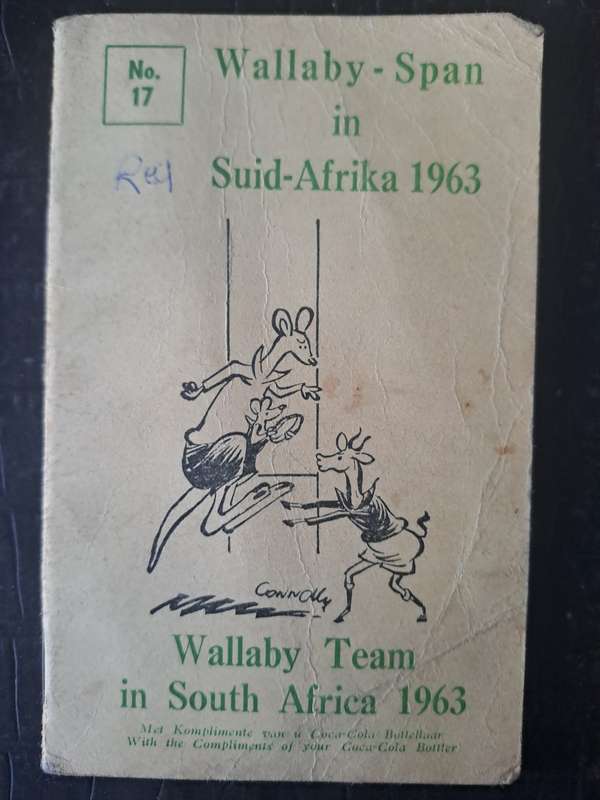 No.
17
Wallaby - Span
in
Suid-Afrika 1963
CONNOLLY
Wallaby Team
in South Africa 1963
Met Komplimente van u Coca-Cola Bottelaar
With the Compliments of your Coca-Cola Bottler